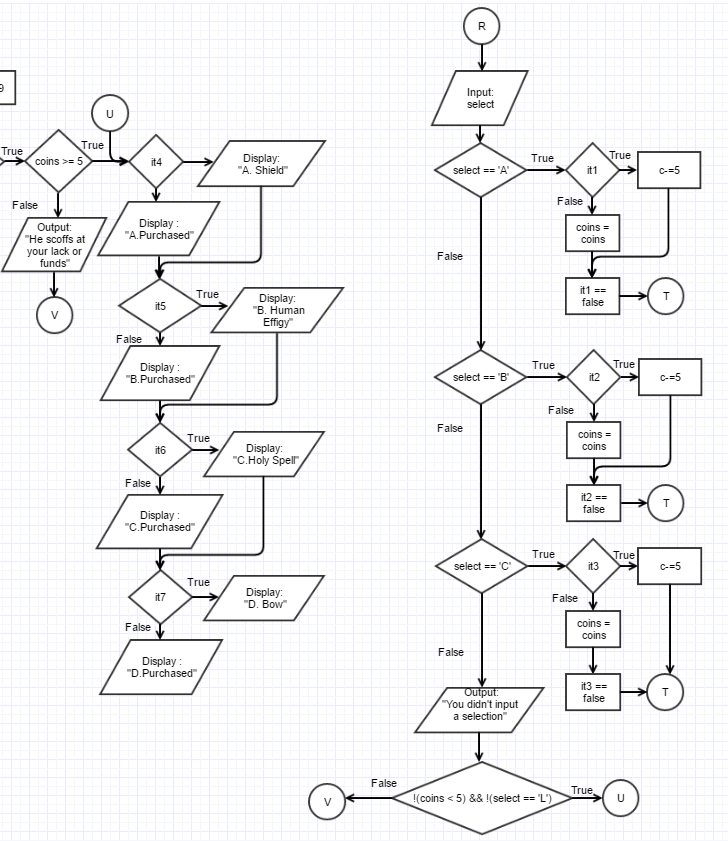 9
True
coins >= 5
True
U
it4
Display:
"A. Shield"
False
Output:
"He scoffs at
your lack or
funds"
V
Display :
"A.Purchased"
it5
True
Display:
"B. Human
Effigy"
False
Display :
"B.Purchased"
it6
True
Display:
"C.Holy Spell"
False
Display :
"C.Purchased"
it7
True
Display:
"D. Bow"
False
Display :
"D.Purchased"
R
Input:
select
select == 'A'
True
it1
True
c-=5
False
coins =
coins
it1 ==
false
T
False
select == 'B'
True
it2
True
c-=5
False
coins =
coins
it2 ==
false
T
False
select == 'C'
True
it3
True
c-=5
False
coins =
coins
it3 ==
false
T
False
Output:
"You didn't input
a selection"
!(coins < 5) && !(select == 'L')
False
V
True
U